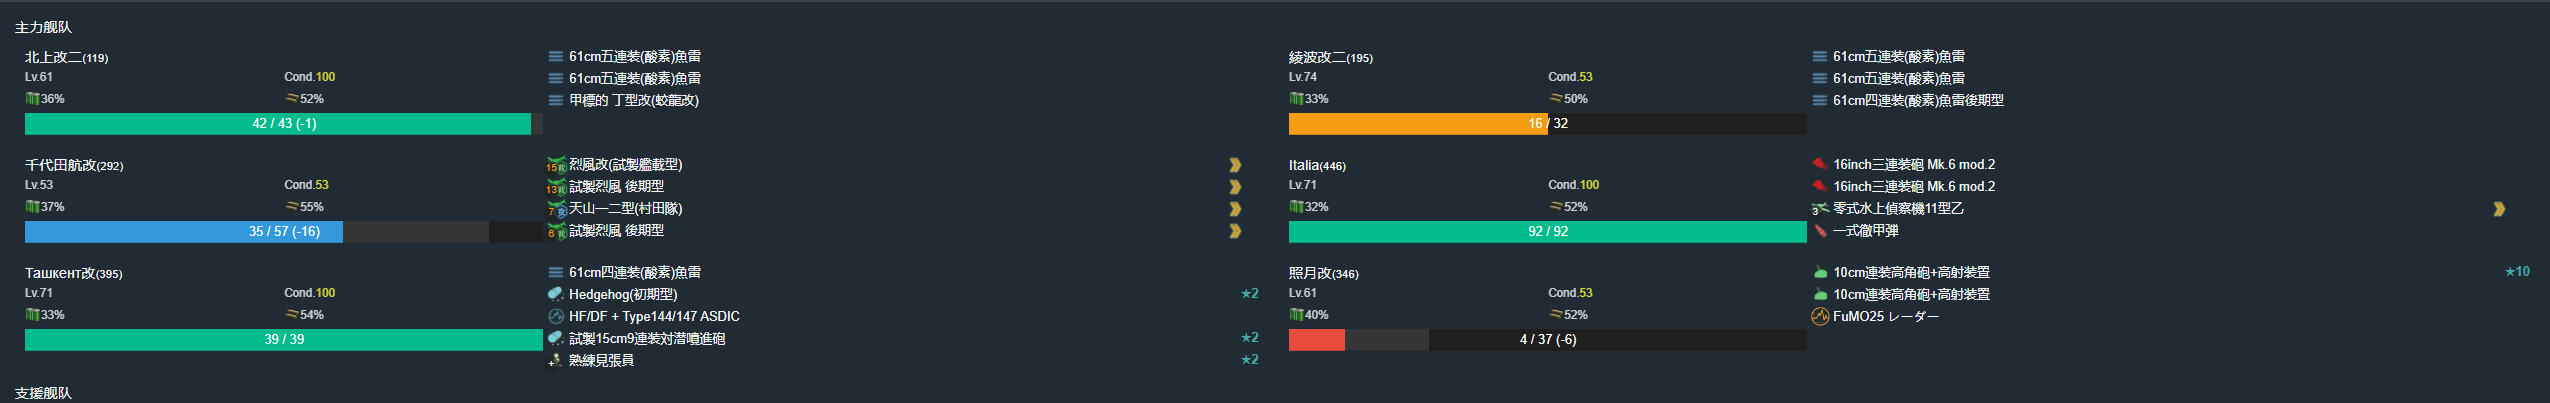 主力舰队
北上改二(119)
Lv.61 Cond.100
36% 52%
42 / 43 (-1)
61cm五連装(酸素)魚雷
61cm五連装(酸素)魚雷
甲標的 丁型改(蛟龍改)
綾波改二(195)
Lv.74 Cond.53
33% 50%
16 / 32
61cm五連装(酸素)魚雷
61cm五連装(酸素)魚雷
61cm四連装(酸素)魚雷後期型
千代田航改(292)
Lv.53 Cond.53
37% 55%
35 / 57 (-16)
15 烈風改(試製艦載型)
13 試製烈風 後期型
7 天山一二型(村田隊)
6 試製烈風 後期型
Italia(446)
Lv.71 Cond.100
32% 52%
92 / 92
16inch三連装砲 Mk.6 mod.2
16inch三連装砲 Mk.6 mod.2
3 零式水上偵察機11型乙
一式徹甲弾
Ташкент改(395)
Lv.71 Cond.100
33% 54%
39 / 39
61cm四連装(酸素)魚雷
Hedgehog(初期型) ★2
HF/DF + Type144/147 ASDIC
試製15cm9連装対潜噴進砲 ★2
熟練見張員 ★2
照月改(346)
Lv.61 Cond.53
40% 52%
4 / 37 (-6)
10cm連装高角砲+高射装置 ★10
10cm連装高角砲+高射装置
FuMO25 レーダー
支援舰队